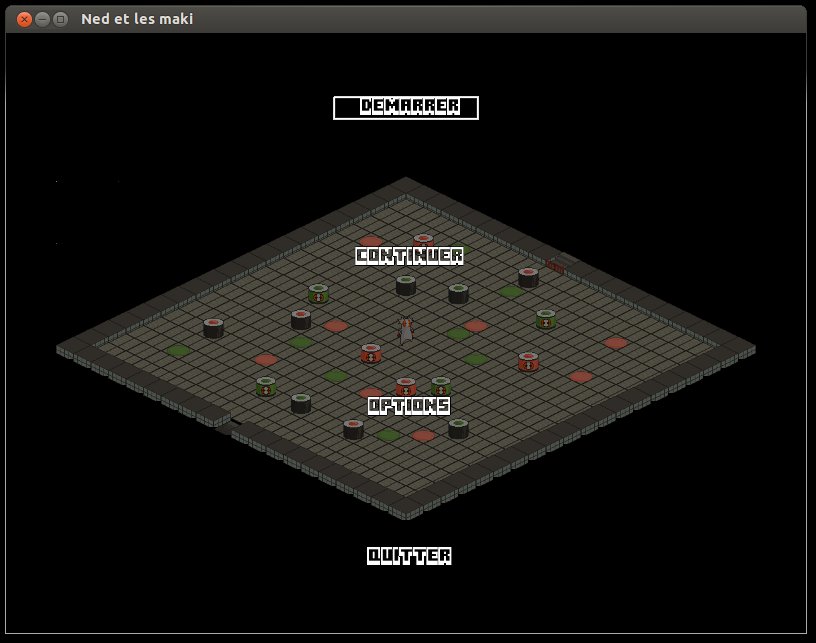 Ned et les maki
DEMARRER
CONTINUER
OPTIONS
QUITTER